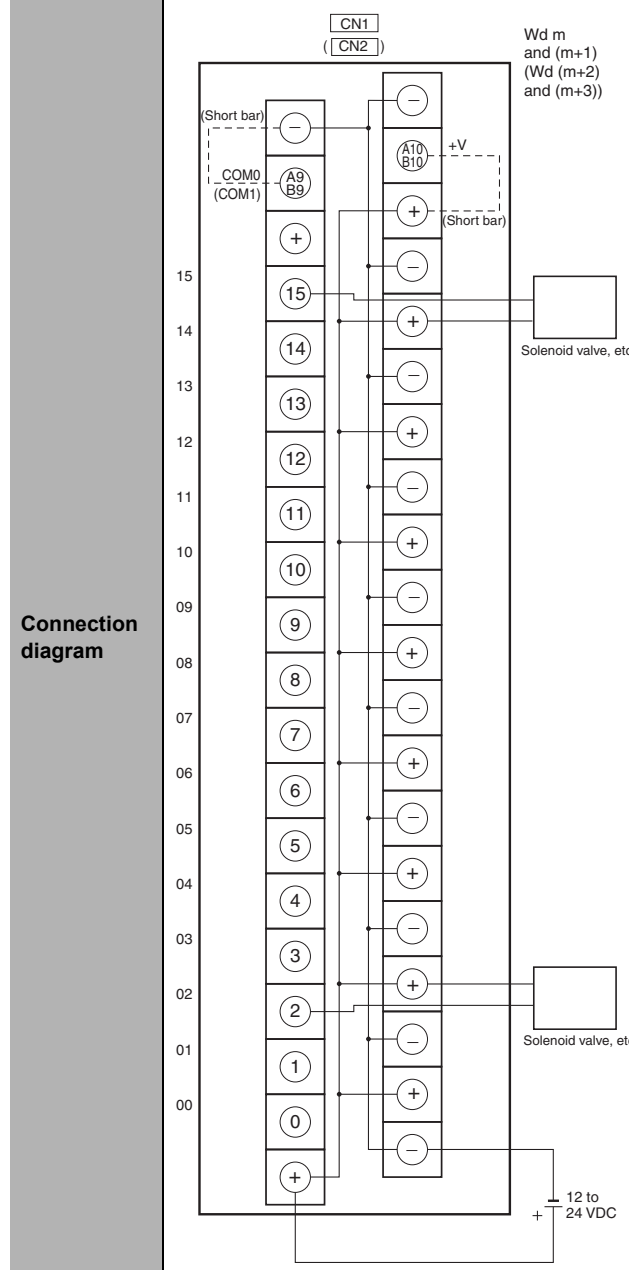 CN1
( CN2 )
Wd m
and (m+1)
(Wd (m+2)
and (m+3))
Connection
diagram
(Short bar)
−
COM0
(COM1)
A9
B9
+
15
15
14
14
13
13
12
12
11
11
10
10
09
9
08
8
07
7
06
6
05
5
04
4
03
3
02
2
01
1
00
0
+
−
A10
B10
+V
+
(Short bar)
−
+
−
+
−
+
−
+
−
+
−
+
−
+
−
+
−
Solenoid valve, etc
Solenoid valve, etc
+
12 to
24 VDC